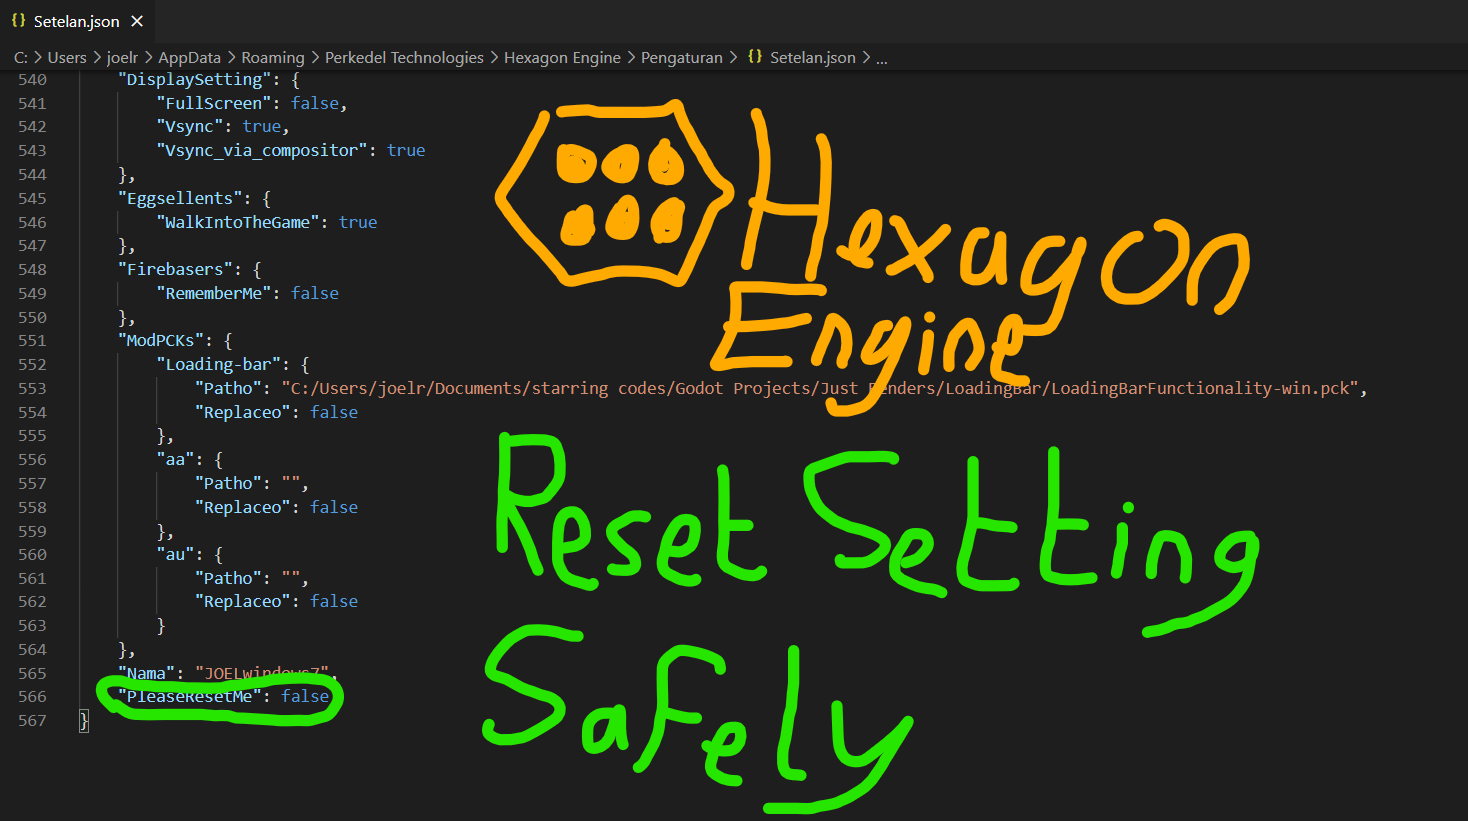 {} Setelan.json ×
C: > Users > joelr > AppData > Roaming > Perkedel Technologies > Hexagon Engine > Pengaturan > {} Setelan.json > ...
540 "DisplaySetting": {
541 "FullScreen": false,
542 "Vsync": true,
543 "Vsync_via_compositor": true
544 },
545 "Eggsellents": {
546 "WalkIntoTheGame": true
547 },
548 "Firebasers": {
549 "RememberMe": false
550 },
551 "ModPCKs": {
552 "Loading-bar": {
553 "Patho": "C:/Users/joelr/Documents/starring codes/Godot Projects/Just Fenders/LoadingBar/LoadingBarFunctionality-win.pck",
554 "Replaceo": false
555 },
556 "aa": {
557 "Patho": "",
558 "Replaceo": false
559 },
560 "au": {
561 "Patho": "",
562 "Replaceo": false
563 }
564 },
565 "Nama": "JOELwindows7",
566 "PleaseResetMe": false
567 }
Hexagon
Engine
Reset Setting
Safely